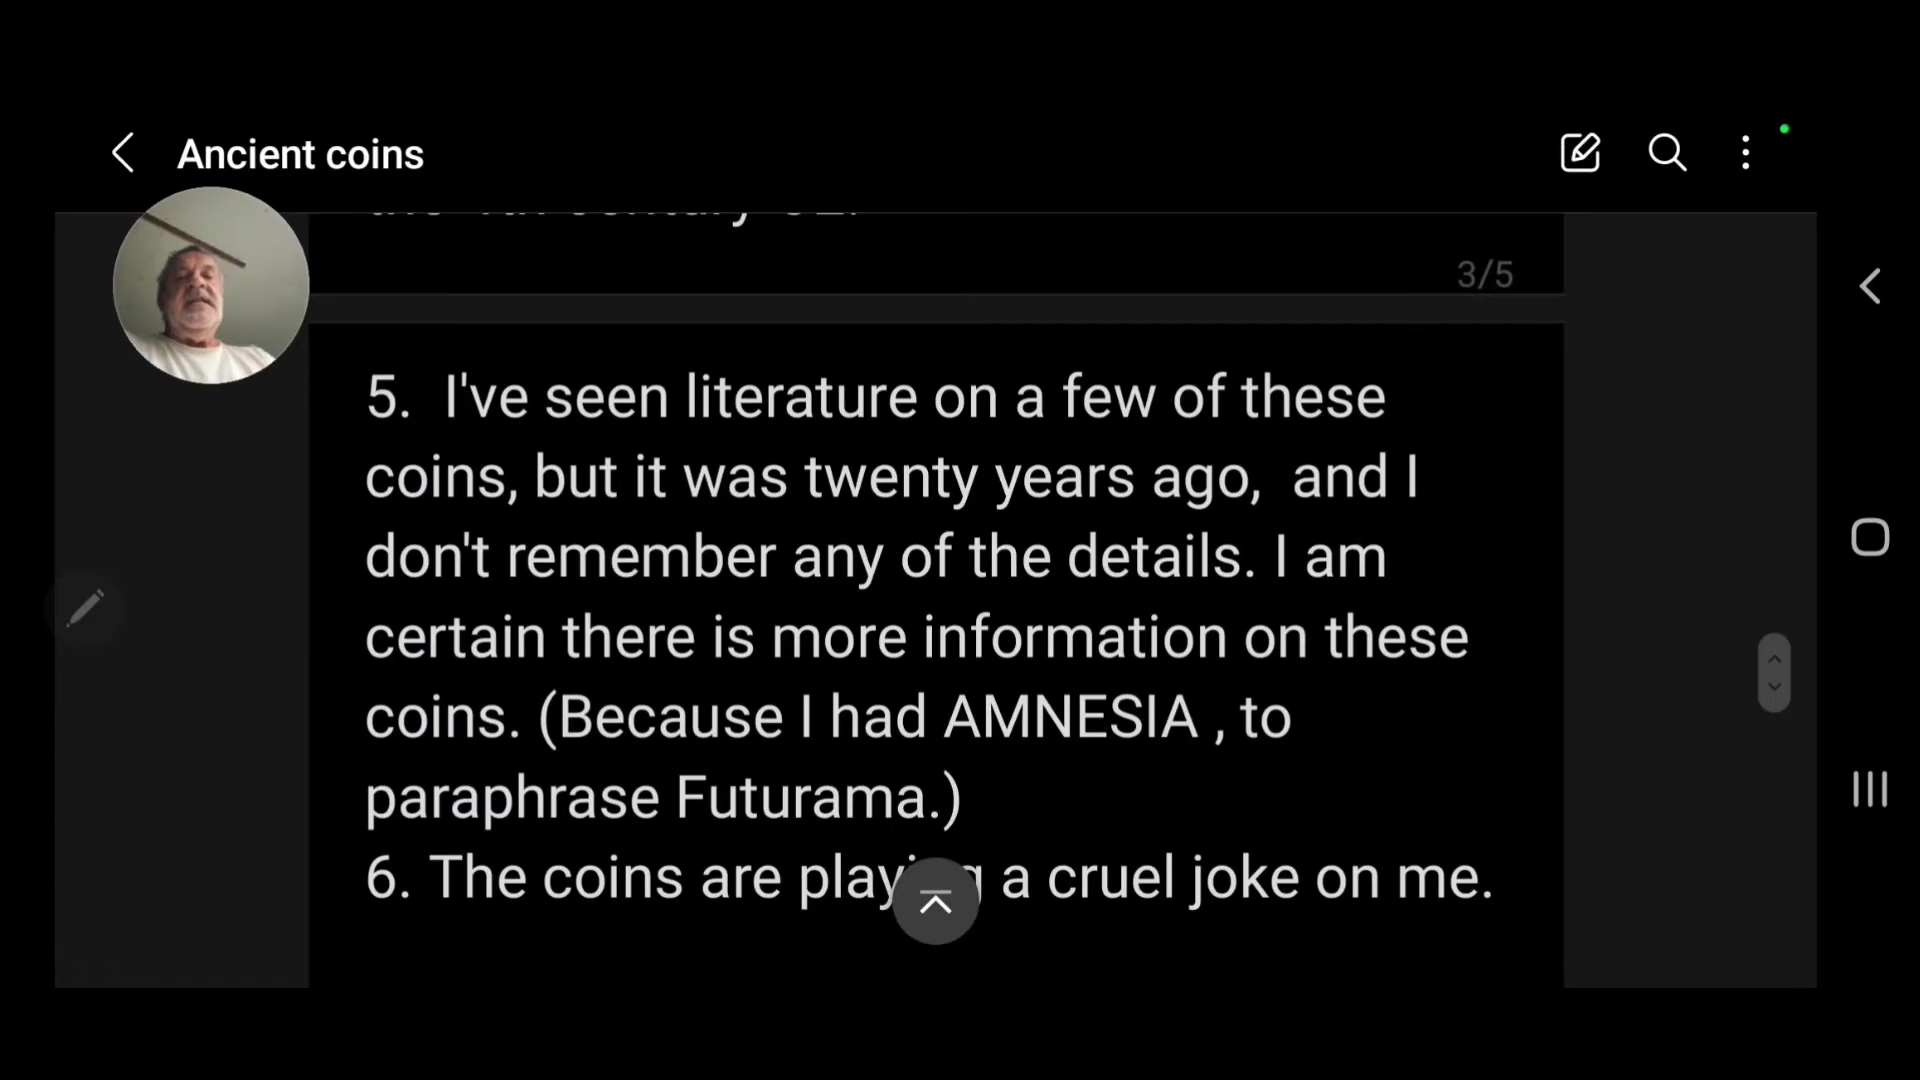 Ancient coins
3/5
5. I've seen literature on a few of these
coins, but it was twenty years ago, and I
don't remember any of the details. I am
certain there is more information on these
coins. (Because I had AMNESIA , to
paraphrase Futurama.)
6. The coins are playing a cruel joke on me.